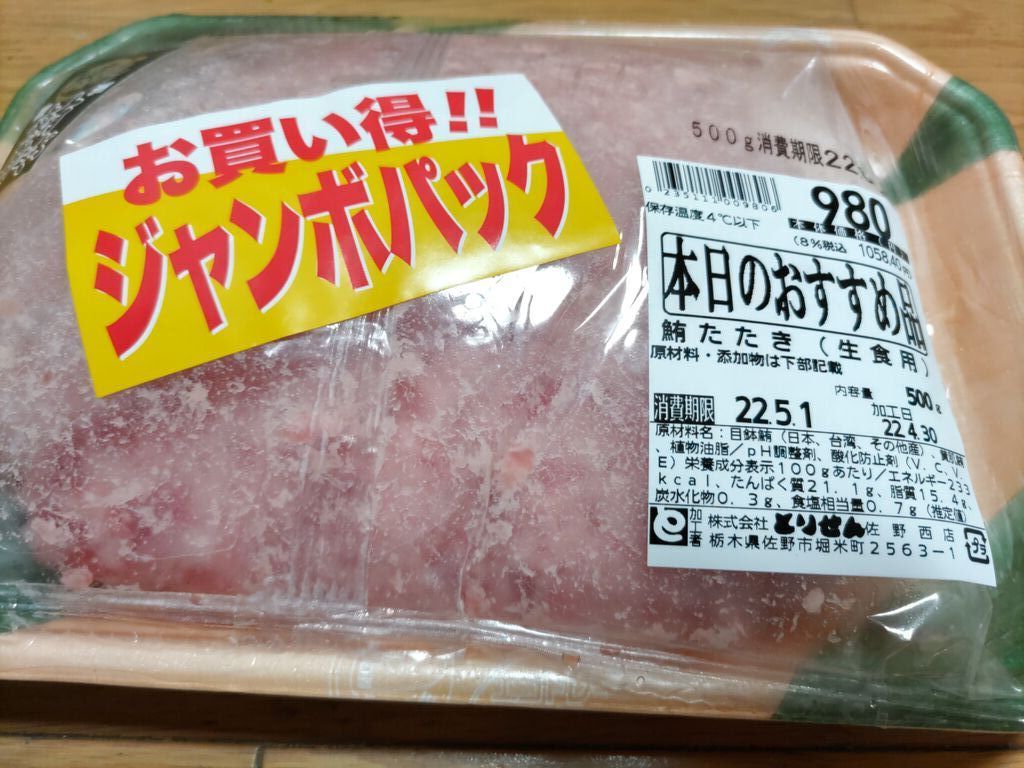 お買い得!!
ジャンボパック
500g消費期限22
0235111009806
980
保存温度4℃以下
(8%税込 1058.40
本日のおすすめ品
鮪たたき(生食用)
原材料・添加物は下部記載
内容量 500g
消費期限 22.5.1
加工日 22.4.30
原材料名:目鉢鮪(日本、台湾、その他産)、
、植物油脂/pH調整剤、酸化防止剤(V.C,V.
E)栄養成分表示100gあたり/エネルギー233
kcal、たんぱく質21.1g、脂質15.4g、
炭水化物0.3g、食塩相当量0.7g(推定値)
加工者 株式会社とりせん佐野西店
栃木県佐野市堀米町2563-1
プラ